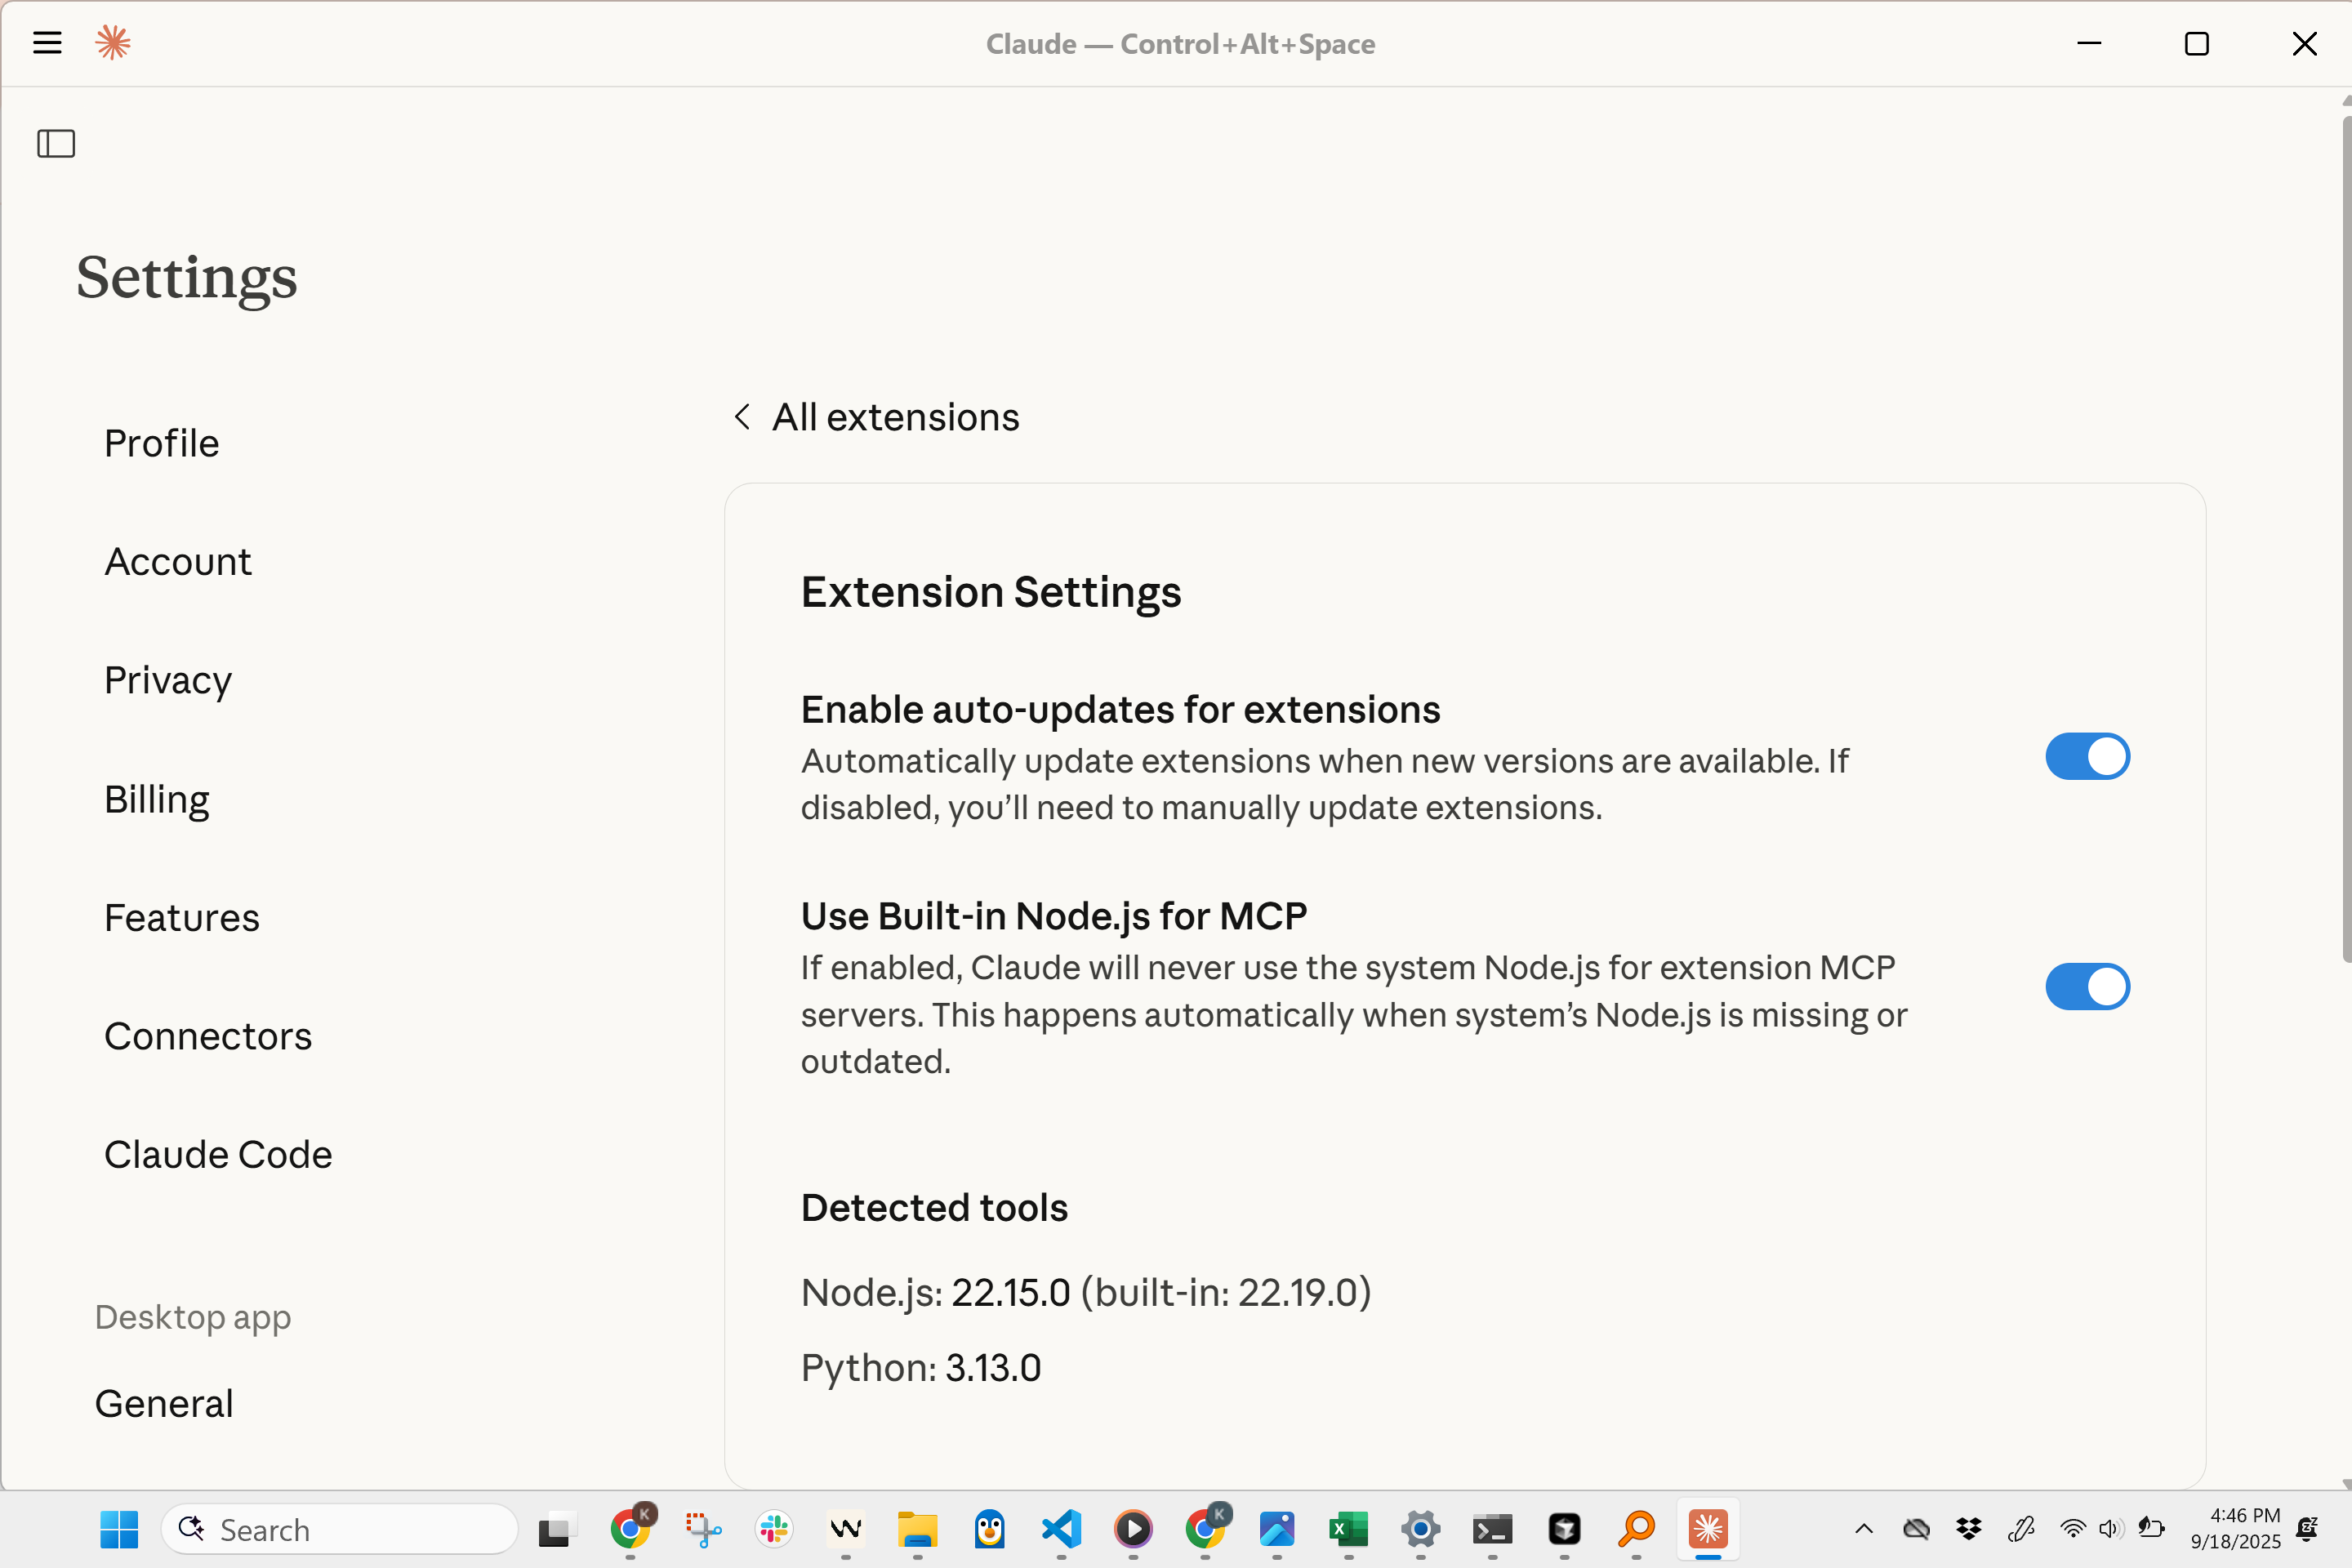 Claude — Control+Alt+Space
Settings
Profile
Account
Privacy
Billing
Features
Connectors
Claude Code
Desktop app
General
All extensions
Extension Settings
Enable auto-updates for extensions
Automatically update extensions when new versions are available. If
disabled, you’ll need to manually update extensions.
Use Built-in Node.js for MCP
If enabled, Claude will never use the system Node.js for extension MCP
servers. This happens automatically when system’s Node.js is missing or
outdated.
Detected tools
Node.js: 22.15.0 (built-in: 22.19.0)
Python: 3.13.0
Search
K
K
4:46 PM
9/18/2025